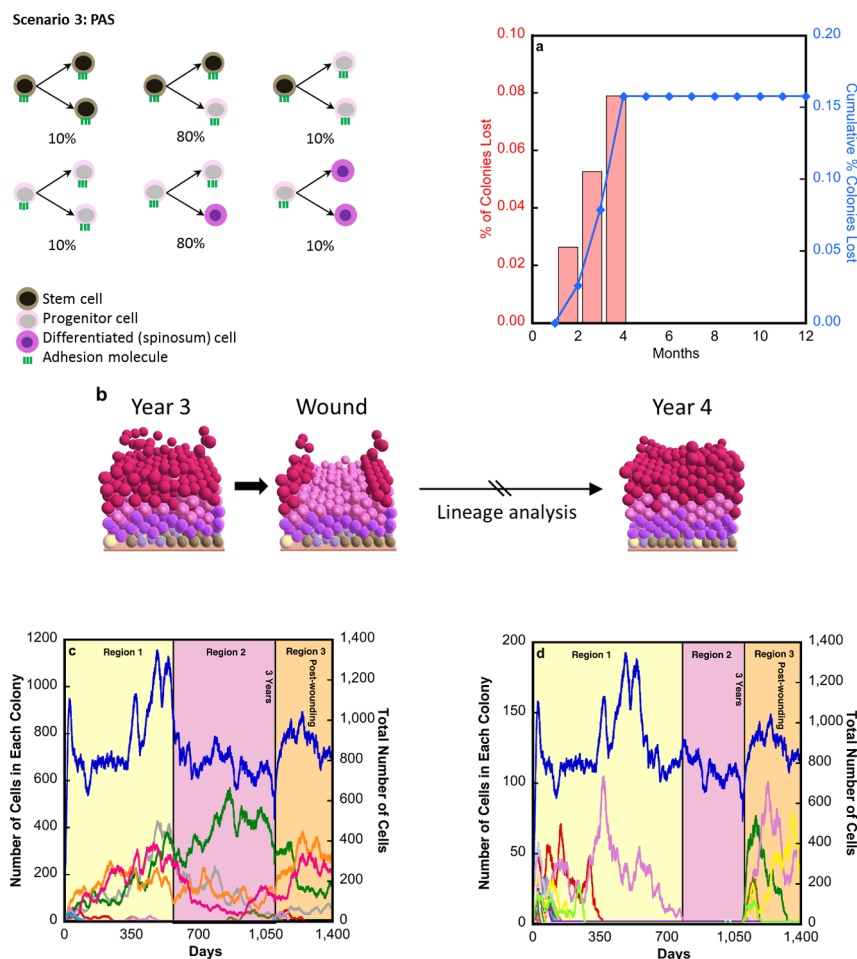 Scenario 3: PAS
10%
80%
10%
10%
80%
10%
Stem cell
Progenitor cell
Differentiated (spinosum) cell
Adhesion molecule
a
% of Colonies Lost
0.10
0.08
0.06
0.04
0.02
0.00
0.20
0.15
0.10
0.05
0.00
Cumulative % Colonies Lost
0 2 4 6 8 10 12
Months
b
Year 3
Wound
Year 4
Lineage analysis
c
Region 1
Region 2
Region 3
3 Years
Post-wounding
Number of Cells in Each Colony
1200
1000
800
600
400
200
0
1,400
1,200
1,000
800
600
400
200
0
Total Number of Cells
0 350 700 1,050 1,400
Days
d
Region 1
Region 2
Region 3
3 Years
Post-wounding
Number of Cells in Each Colony
200
150
100
50
0
1,400
1,200
1,000
800
600
400
200
0
Total Number of Cells
0 350 700 1,050 1,400
Days